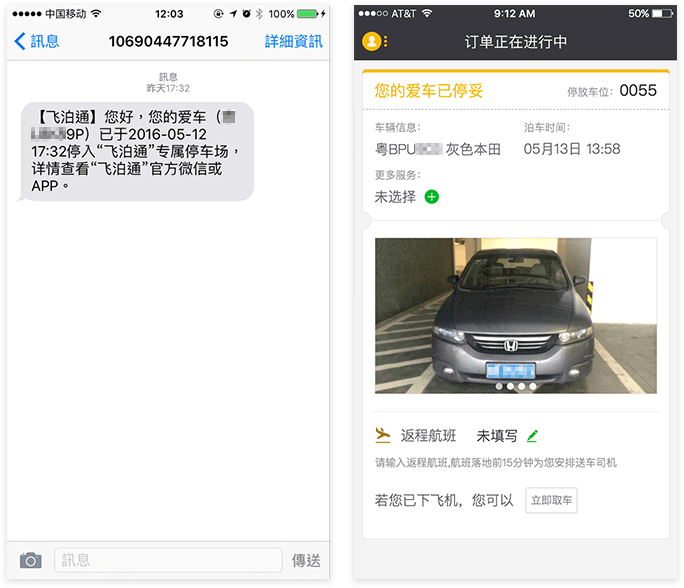 中国移动 12:03 100%
訊息 10690447718115 詳細資訊
訊息
昨天17:32
【飞泊通】您好，您的爱车（
9P）已于2016-05-12
17:32停入“飞泊通”专属停车场，
详情查看“飞泊通”官方微信或
APP。
訊息 傳送
AT&T 9:12 AM 50%
订单正在进行中
您的爱车已停妥 停放车位： 0055
车辆信息： 泊车时间：
粤BPU 灰色本田 05月13日 13:58
更多服务：
未选择
返程航班 未填写
请输入返程航班,航班落地前15分钟为您安排送车司机
若您已下飞机，您可以 立即取车